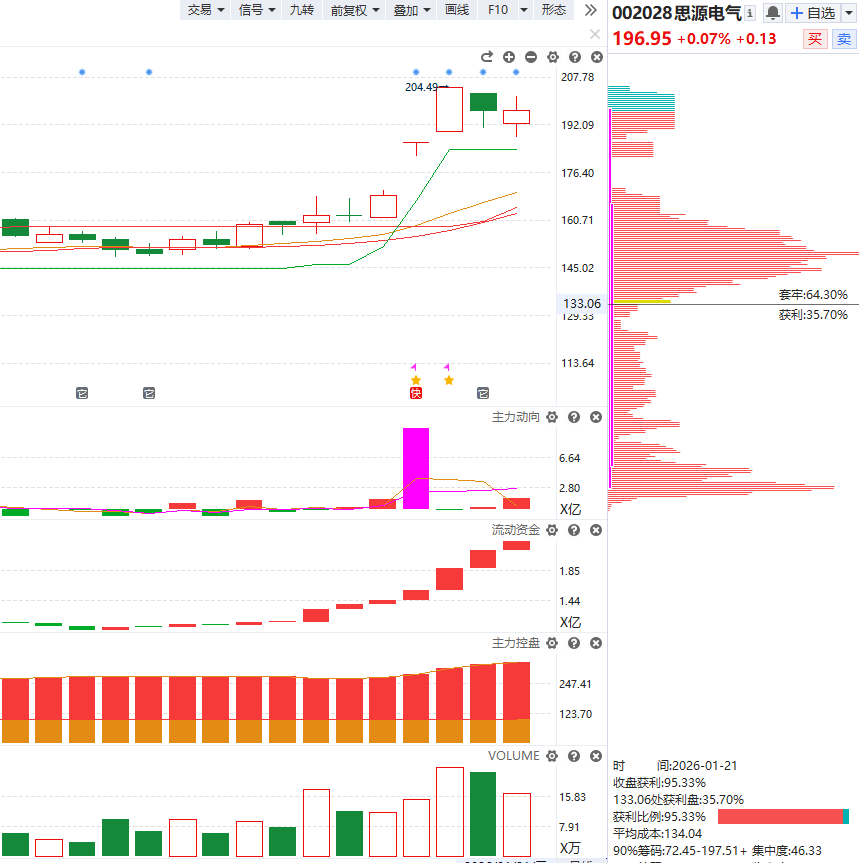 交易 信号 九转 前复权 叠加 画线 F10 形态
002028思源电气
自选
196.95 +0.07% +0.13
买 卖
204.49
207.78
192.09
176.40
160.71
145.02
133.06
129.33
113.64
套牢:64.30%
获利:35.70%
快
主力动向
6.64
2.80
X亿
流动资金
1.85
1.44
X亿
主力控盘
247.41
123.70
VOLUME
15.83
7.91
X万
时 间:2026-01-21
收盘获利:95.33%
133.06处获利盘:35.70%
获利比例:95.33%
平均成本:134.04
90%筹码:72.45-197.51+ 集中度:46.33